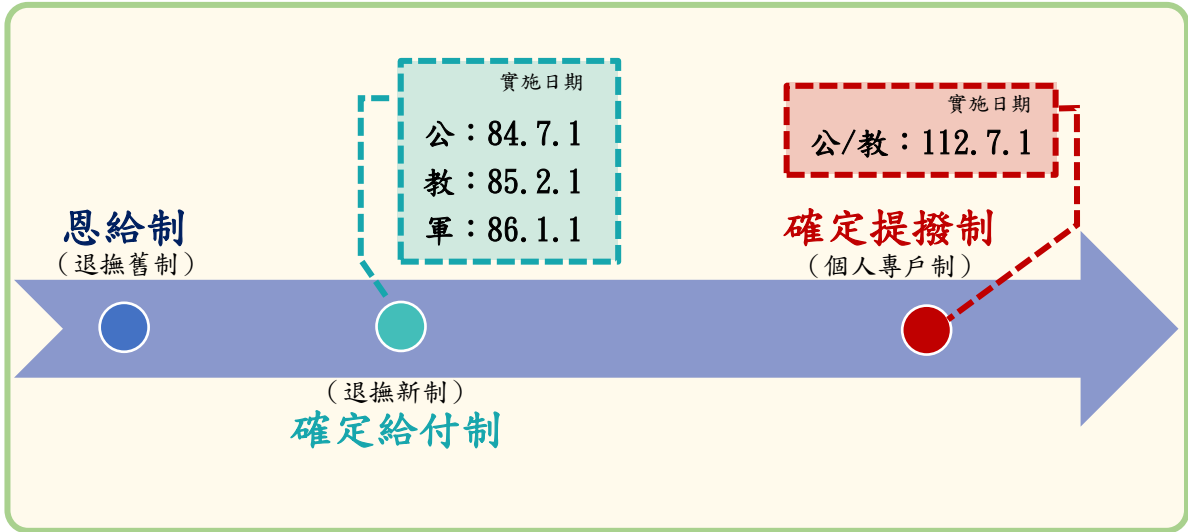 實施日期
公：84.7.1
教：85.2.1
軍：86.1.1
實施日期
公/教：112.7.1
恩給制
（退撫舊制）
確定提撥制
（個人專戶制）
（退撫新制）
確定給付制